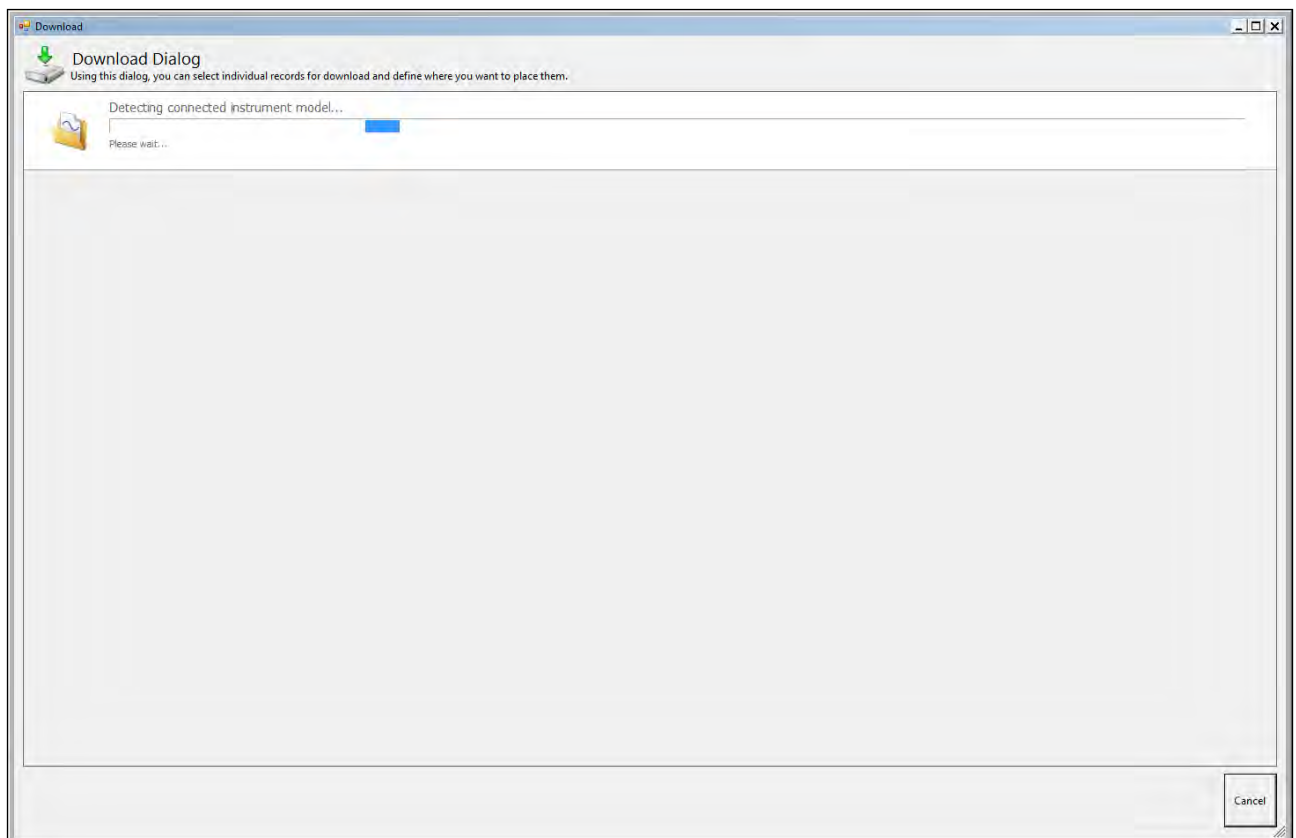 Download
Download Dialog
Using this dialog, you can select individual records for download and define where you want to place them.
Detecting connected instrument model...
Please wait...
Cancel